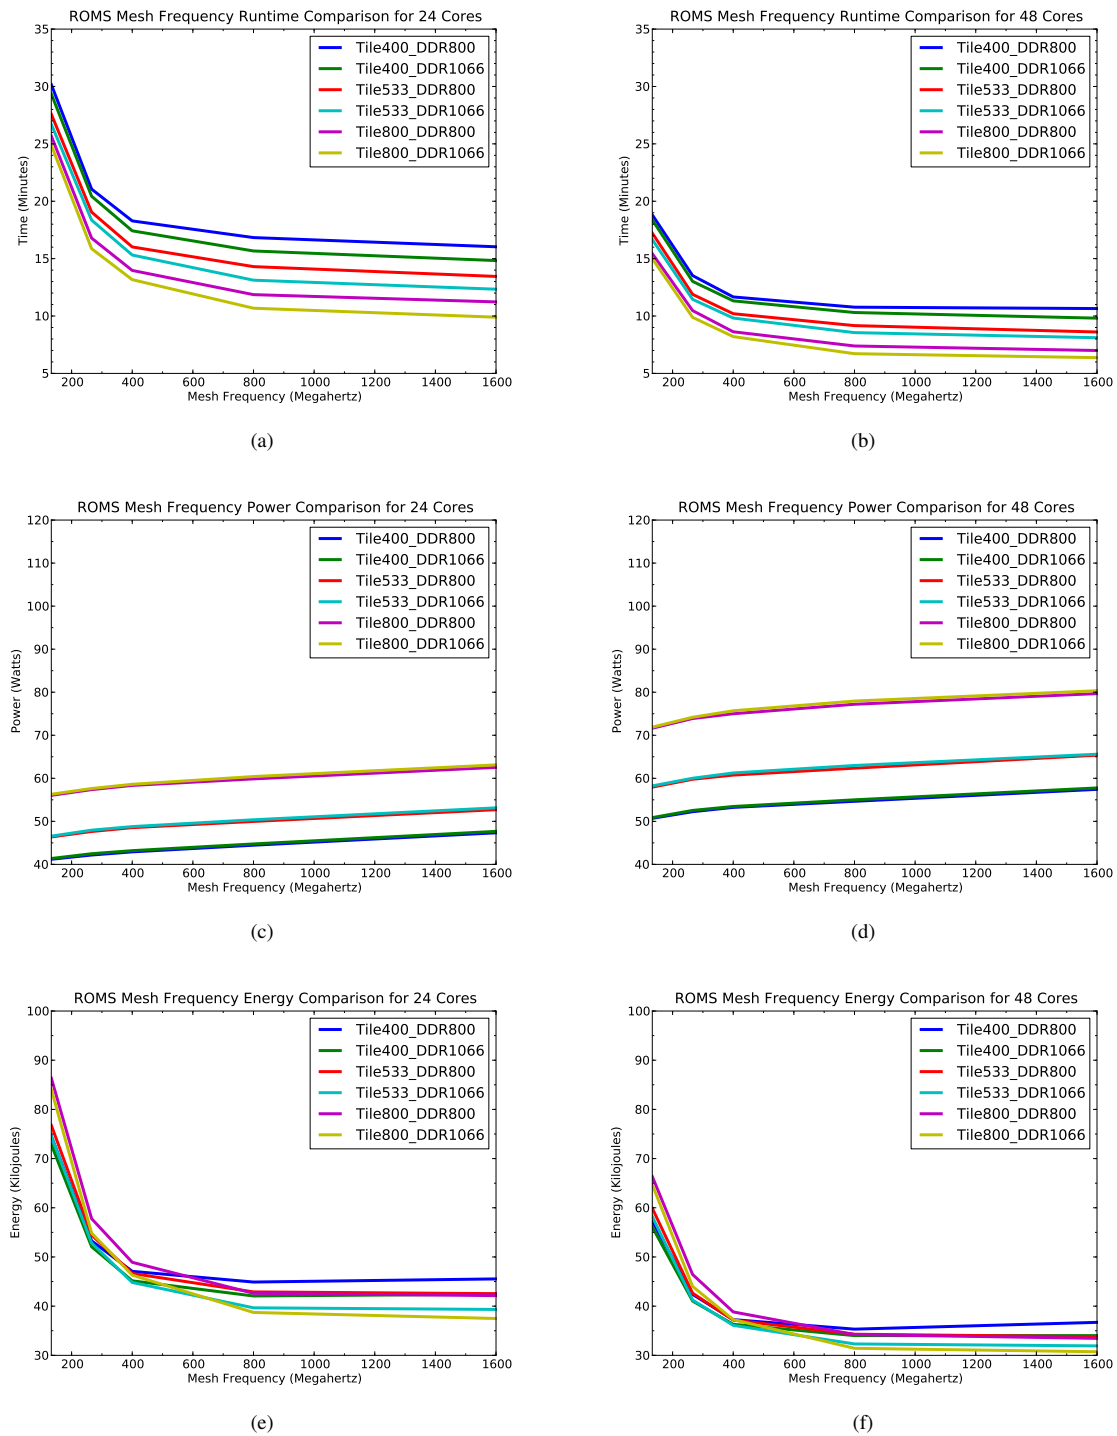 ROMS Mesh Frequency Runtime Comparison for 24 Cores
35
30
25
20
15
10
5
Time (Minutes)
Tile400_DDR800
Tile400_DDR1066
Tile533_DDR800
Tile533_DDR1066
Tile800_DDR800
Tile800_DDR1066
200 400 600 800 1000 1200 1400 1600
Mesh Frequency (Megahertz)
(a)
ROMS Mesh Frequency Runtime Comparison for 48 Cores
35
30
25
20
15
10
5
Time (Minutes)
Tile400_DDR800
Tile400_DDR1066
Tile533_DDR800
Tile533_DDR1066
Tile800_DDR800
Tile800_DDR1066
200 400 600 800 1000 1200 1400 1600
Mesh Frequency (Megahertz)
(b)
ROMS Mesh Frequency Power Comparison for 24 Cores
120
110
100
90
80
70
60
50
40
Power (Watts)
Tile400_DDR800
Tile400_DDR1066
Tile533_DDR800
Tile533_DDR1066
Tile800_DDR800
Tile800_DDR1066
200 400 600 800 1000 1200 1400 1600
Mesh Frequency (Megahertz)
(c)
ROMS Mesh Frequency Power Comparison for 48 Cores
120
110
100
90
80
70
60
50
40
Power (Watts)
Tile400_DDR800
Tile400_DDR1066
Tile533_DDR800
Tile533_DDR1066
Tile800_DDR800
Tile800_DDR1066
200 400 600 800 1000 1200 1400 1600
Mesh Frequency (Megahertz)
(d)
ROMS Mesh Frequency Energy Comparison for 24 Cores
100
90
80
70
60
50
40
30
Energy (Kilojoules)
Tile400_DDR800
Tile400_DDR1066
Tile533_DDR800
Tile533_DDR1066
Tile800_DDR800
Tile800_DDR1066
200 400 600 800 1000 1200 1400 1600
Mesh Frequency (Megahertz)
(e)
ROMS Mesh Frequency Energy Comparison for 48 Cores
100
90
80
70
60
50
40
30
Energy (Kilojoules)
Tile400_DDR800
Tile400_DDR1066
Tile533_DDR800
Tile533_DDR1066
Tile800_DDR800
Tile800_DDR1066
200 400 600 800 1000 1200 1400 1600
Mesh Frequency (Megahertz)
(f)